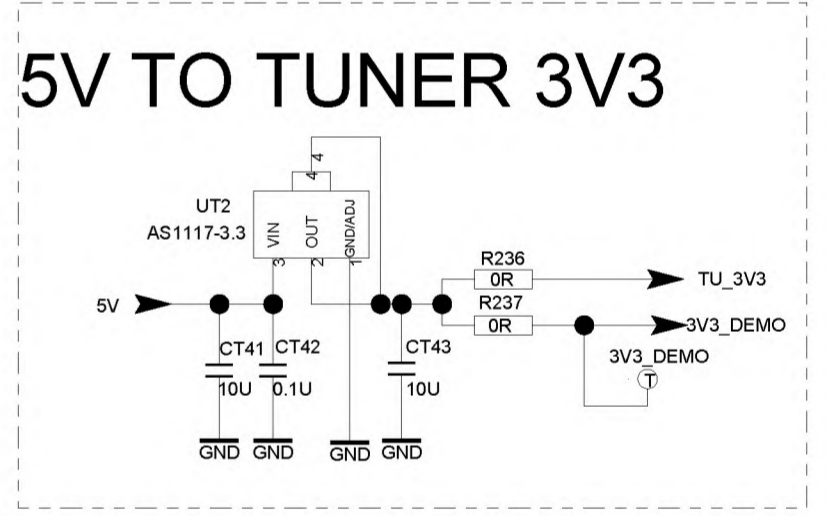 5V TO TUNER 3V3
4
4
UT2
AS1117-3.3
VIN
OUT
GND/ADJ
3
2
1
R236
0R
TU_3V3
5V
R237
0R
3V3_DEMO
CT41
CT42
CT43
3V3_DEMO
T
10U
0.1U
10U
GND
GND
GND
GND